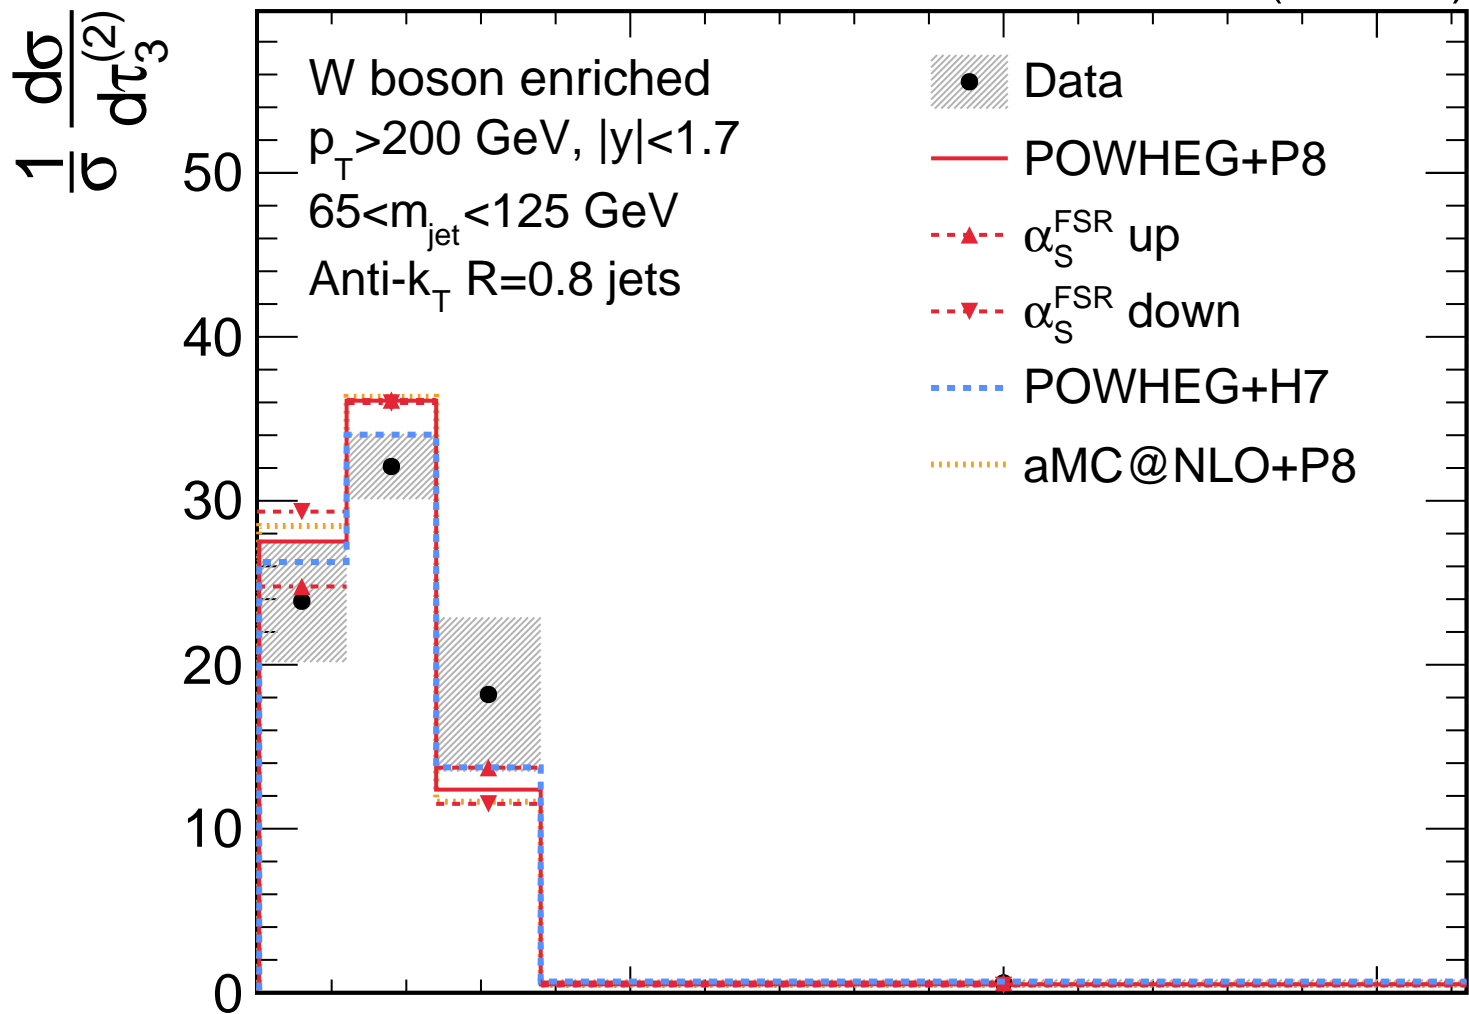 1/σ dσ/dτ₃⁽²⁾
W boson enriched
p_T>200 GeV, |y|<1.7
65<m_jet<125 GeV
Anti-k_T R=0.8 jets
Data
POWHEG+P8
α_S^FSR up
α_S^FSR down
POWHEG+H7
aMC@NLO+P8
50
40
30
20
10
0